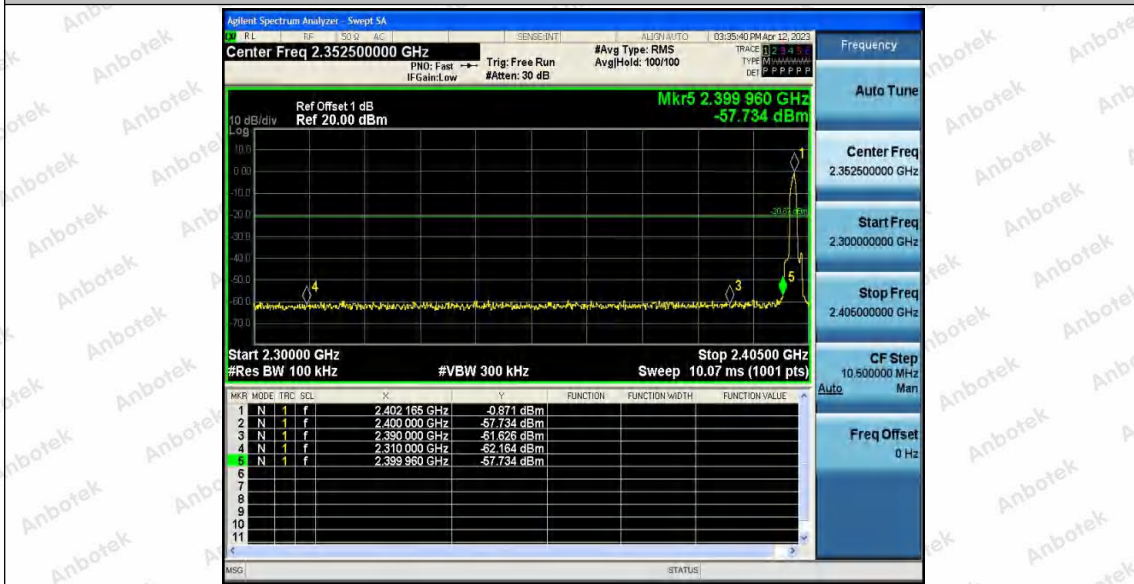 Agilent Spectrum Analyzer - Swept SA
RL RF 50 Ω AC SENSE:INT ALIGN AUTO 03:35:40 PM Apr 12, 2023
Center Freq 2.352500000 GHz
PNO: Fast
IFGain:Low
Trig: Free Run
#Atten: 30 dB
#Avg Type: RMS
Avg|Hold: 100/100
TRACE 1 2 3 4 5 6
TYPE M
DET P P P P P P
Mkr5 2.399 960 GHz
-57.734 dBm
Ref Offset 1 dB
10 dB/div Ref 20.00 dBm
Log
10.0
0.00
-10.0
-20.0
-30.0
-40.0
-50.0
-60.0
-70.0
-20.87 dBm
1
4
3
5
Start 2.30000 GHz Stop 2.40500 GHz
#Res BW 100 kHz #VBW 300 kHz Sweep 10.07 ms (1001 pts)
MKR MODE TRC SCL X Y FUNCTION FUNCTION WIDTH FUNCTION VALUE
1 N 1 f 2.402 165 GHz -0.871 dBm
2 N 1 f 2.400 000 GHz -57.734 dBm
3 N 1 f 2.390 000 GHz -61.626 dBm
4 N 1 f 2.310 000 GHz -62.164 dBm
5 N 1 f 2.399 960 GHz -57.734 dBm
6
7
8
9
10
11
MSG STATUS
Frequency
Auto Tune
Center Freq
2.352500000 GHz
Start Freq
2.300000000 GHz
Stop Freq
2.405000000 GHz
CF Step
10.500000 MHz
Auto Man
Freq Offset
0 Hz
Anbotek